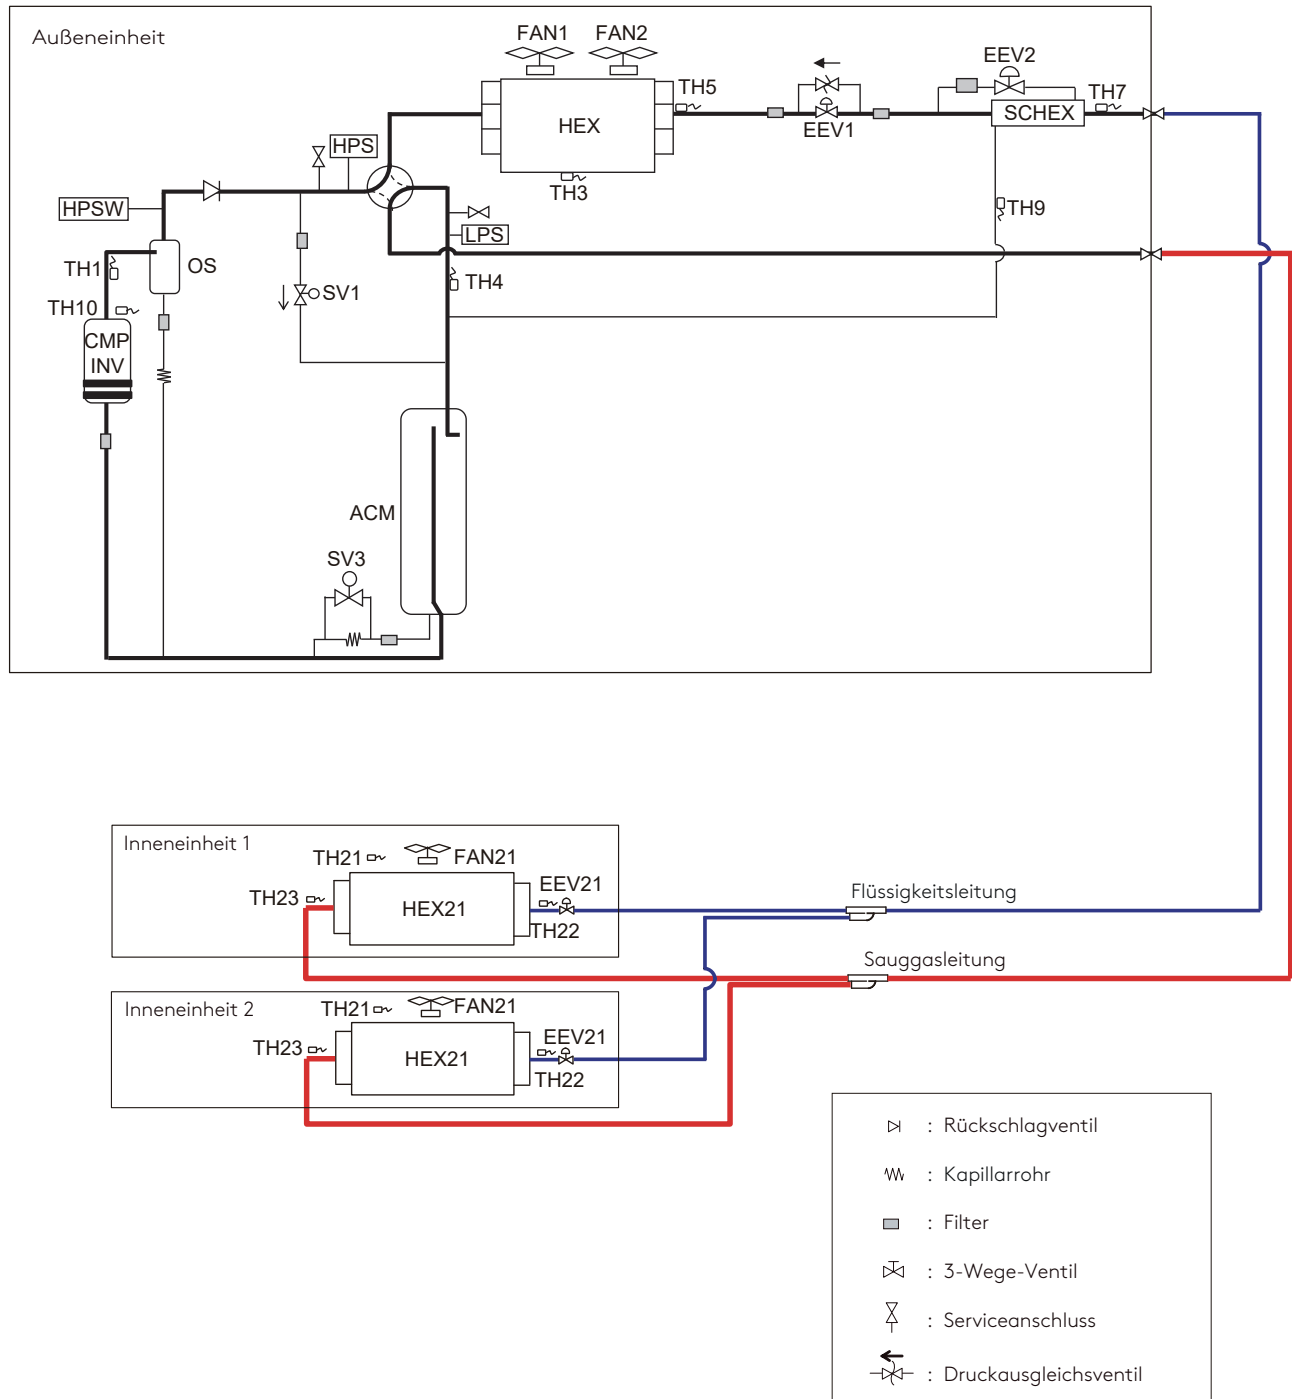 Außeneinheit
FAN1 FAN2
EEV2
TH5
TH7
HEX
EEV1
SCHEX
HPS
TH3
HPSW
TH9
LPS
TH1
OS
TH4
SV1
TH10
CMP
INV
ACM
SV3
Inneneinheit 1
TH21
FAN21
TH23
EEV21
HEX21
TH22
Flüssigkeitsleitung
Sauggasleitung
Inneneinheit 2
TH21
FAN21
TH23
EEV21
HEX21
TH22
: Rückschlagventil
: Kapillarrohr
: Filter
: 3-Wege-Ventil
: Serviceanschluss
: Druckausgleichsventil